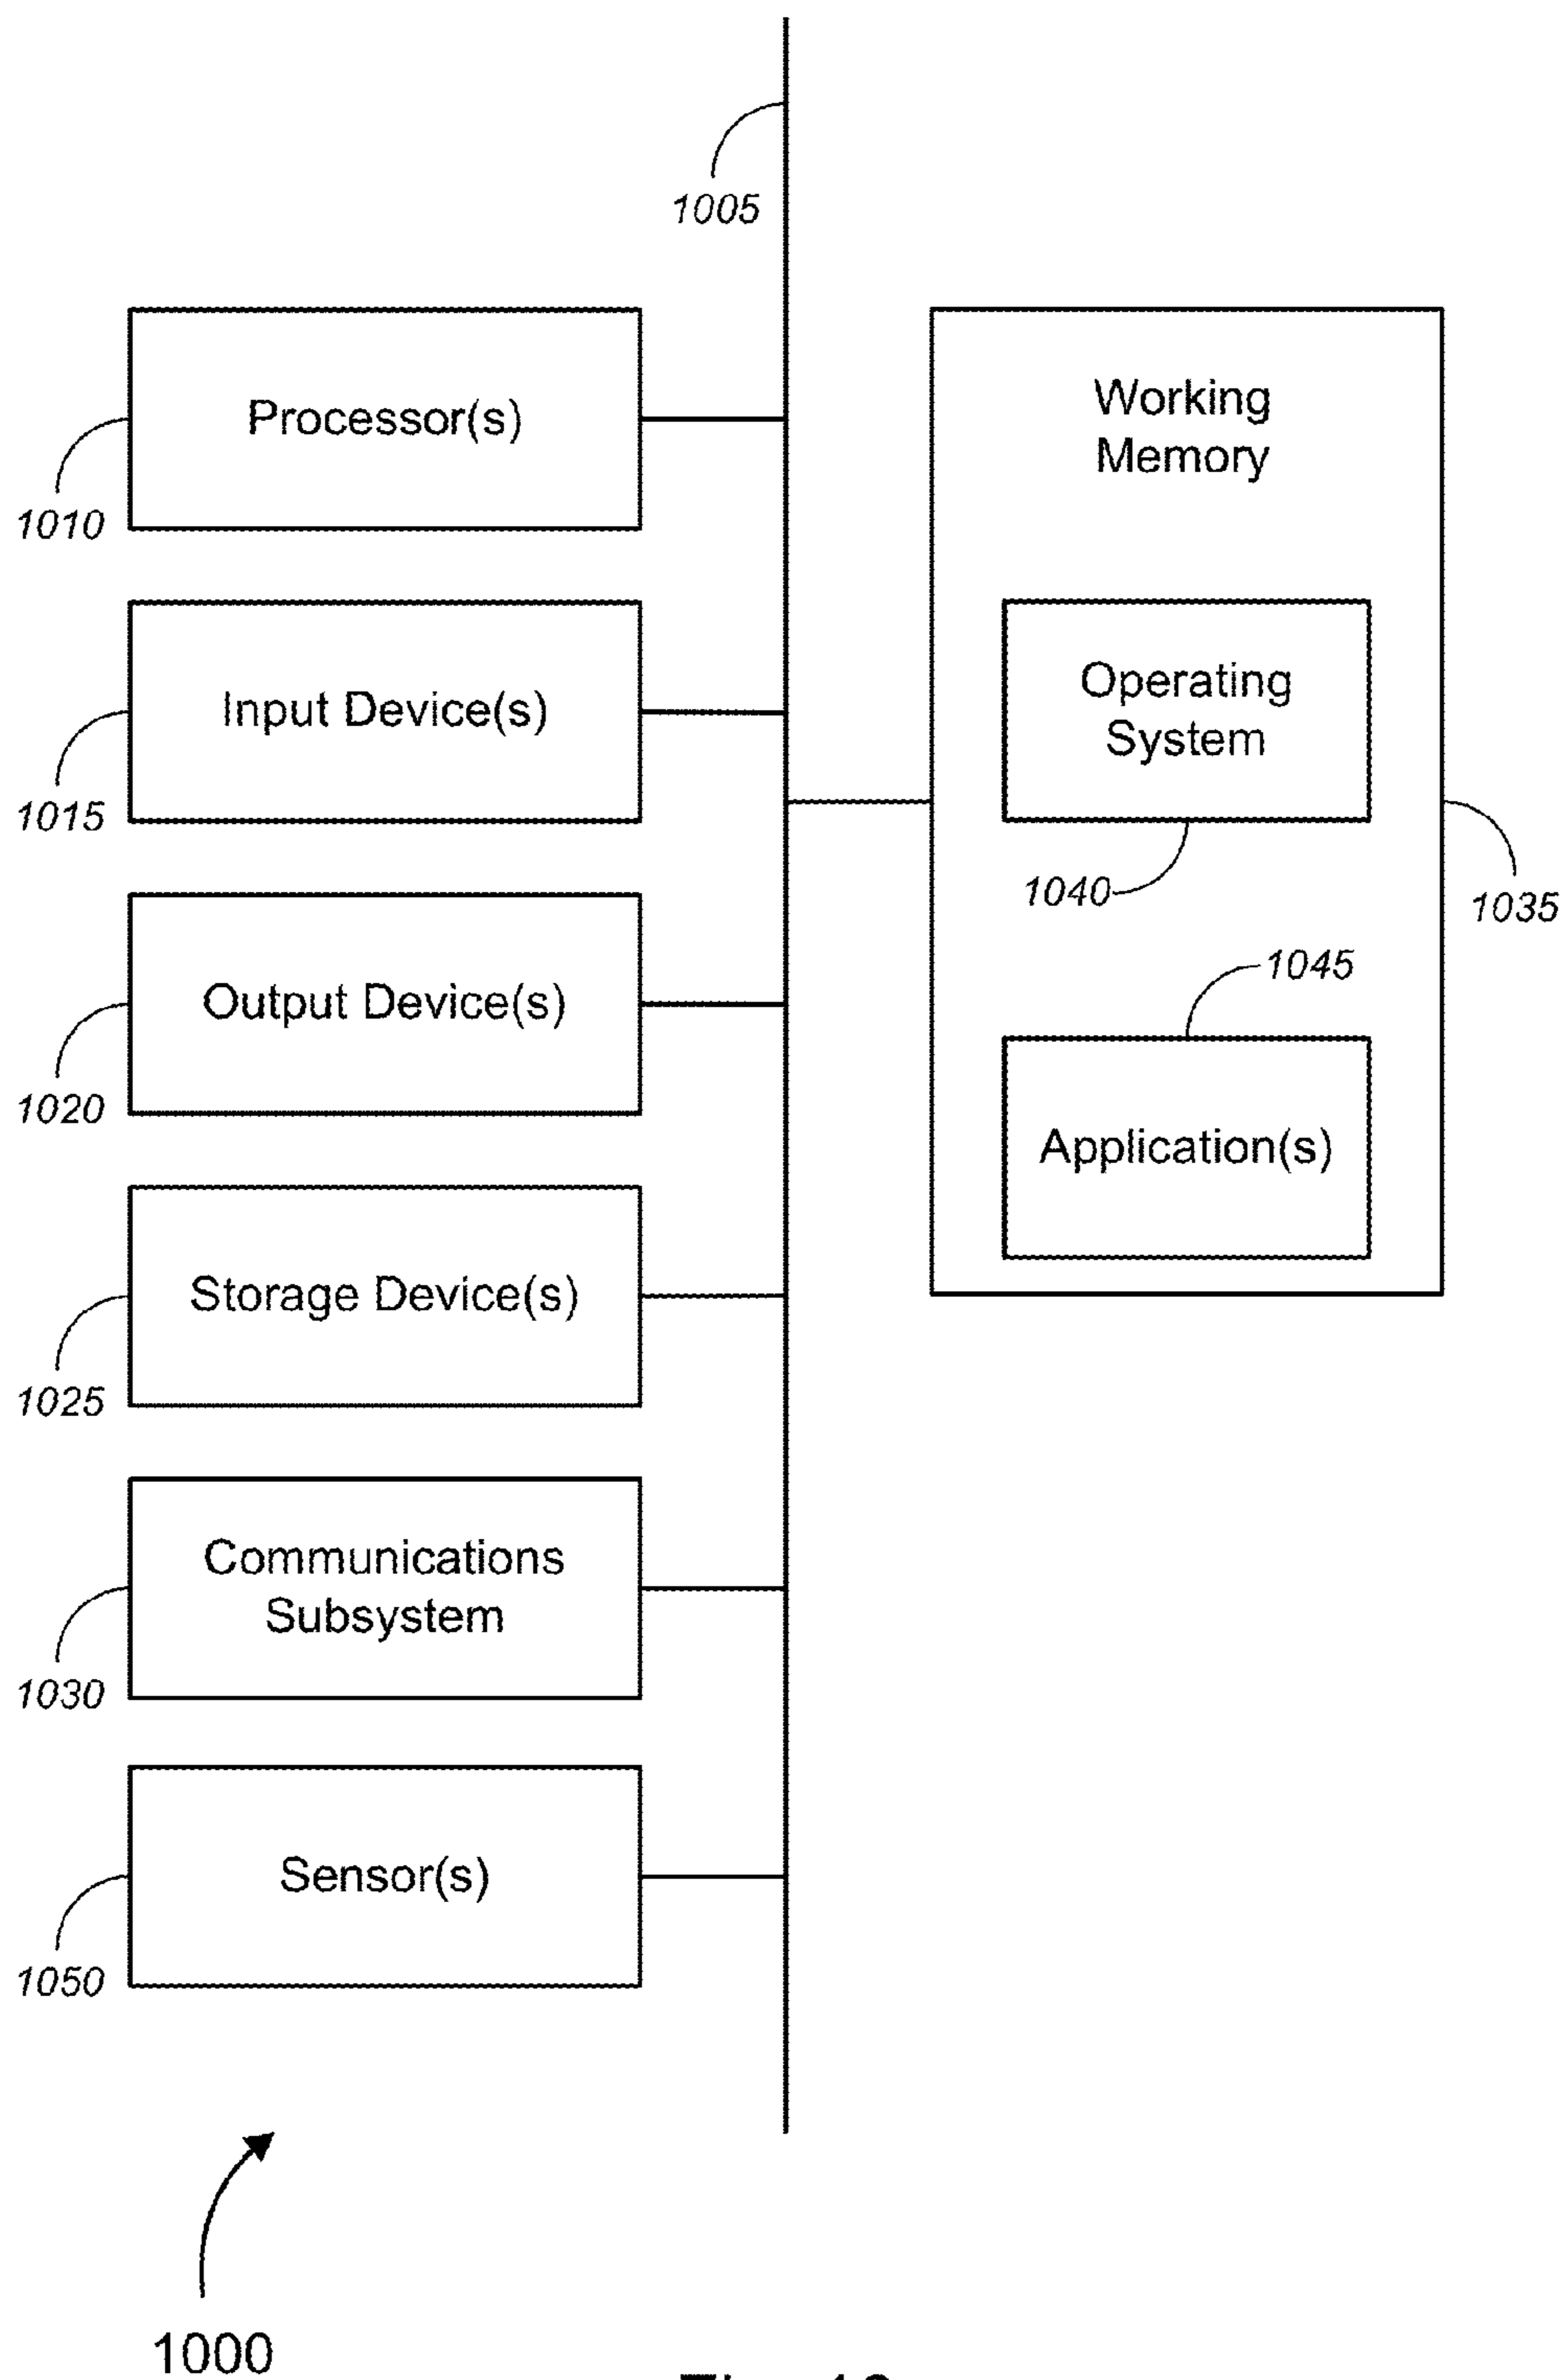 1005
Processor(s)
1010
Input Device(s)
1015
Output Device(s)
1020
Storage Device(s)
1025
Communications
Subsystem
1030
Sensor(s)
1050
Working
Memory
Operating
System
1040
1035
1045
Application(s)
1000